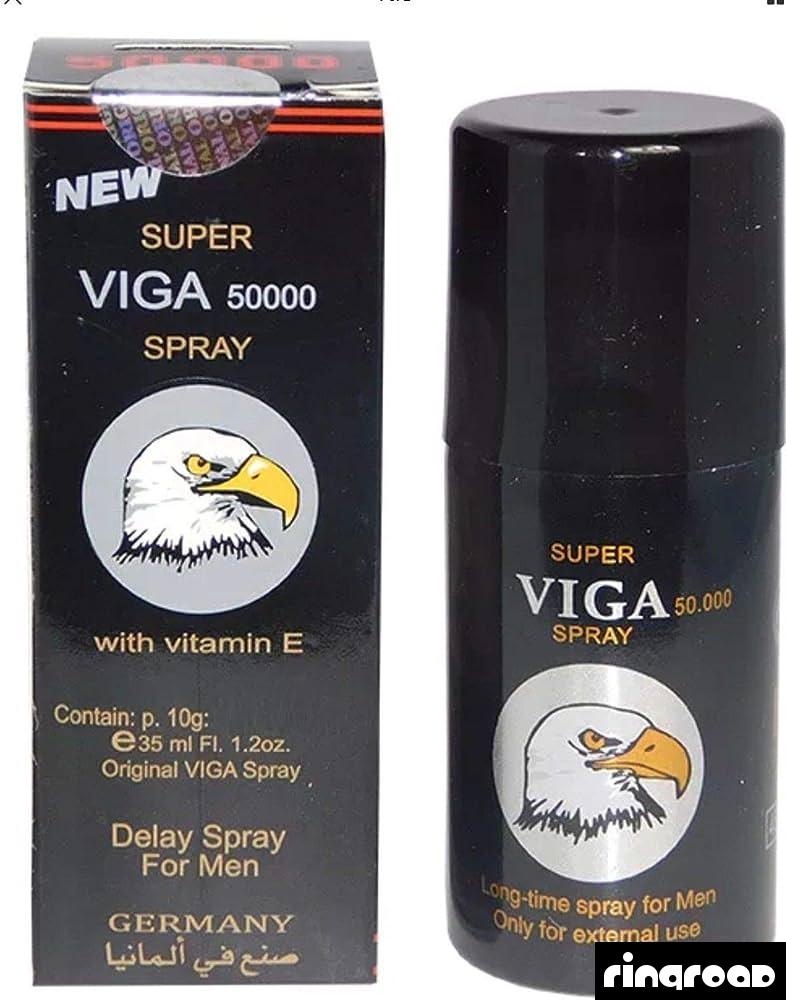 50000
NEW
SUPER
VIGA 50000
SPRAY
with vitamin E
Contain: p. 10g:
℮35 ml Fl. 1.2oz.
Original VIGA Spray
Delay Spray
For Men
GERMANY
صنع في ألمانيا
SUPER
VIGA 50.000
SPRAY
Long-time spray for Men
Only for external use
ringroad